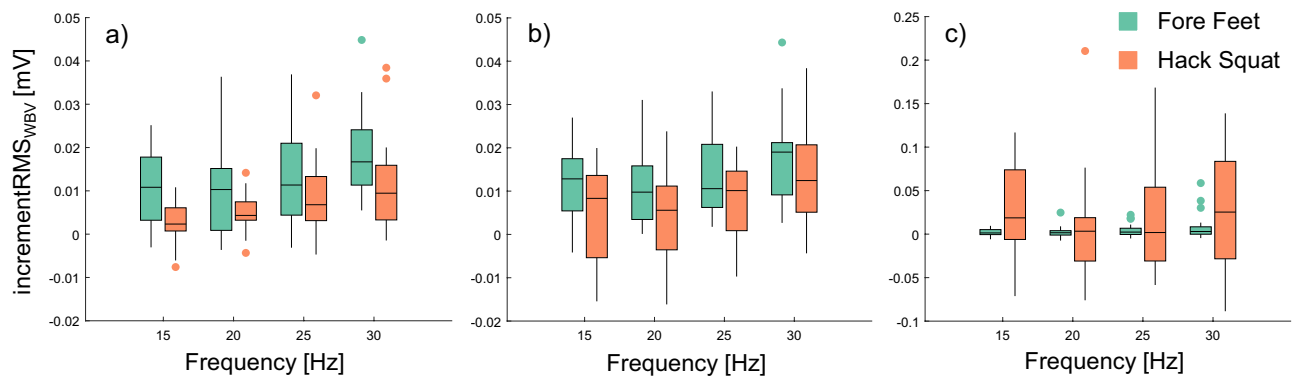 a)
0.05
0.04
0.03
0.02
0.01
0
-0.01
-0.02
15 20 25 30
Frequency [Hz]
incrementRMSWBV [mV]
b)
0.05
0.04
0.03
0.02
0.01
0
-0.01
-0.02
15 20 25 30
Frequency [Hz]
c)
0.25
0.2
0.15
0.1
0.05
0
-0.05
-0.1
15 20 25 30
Frequency [Hz]
Fore Feet
Hack Squat